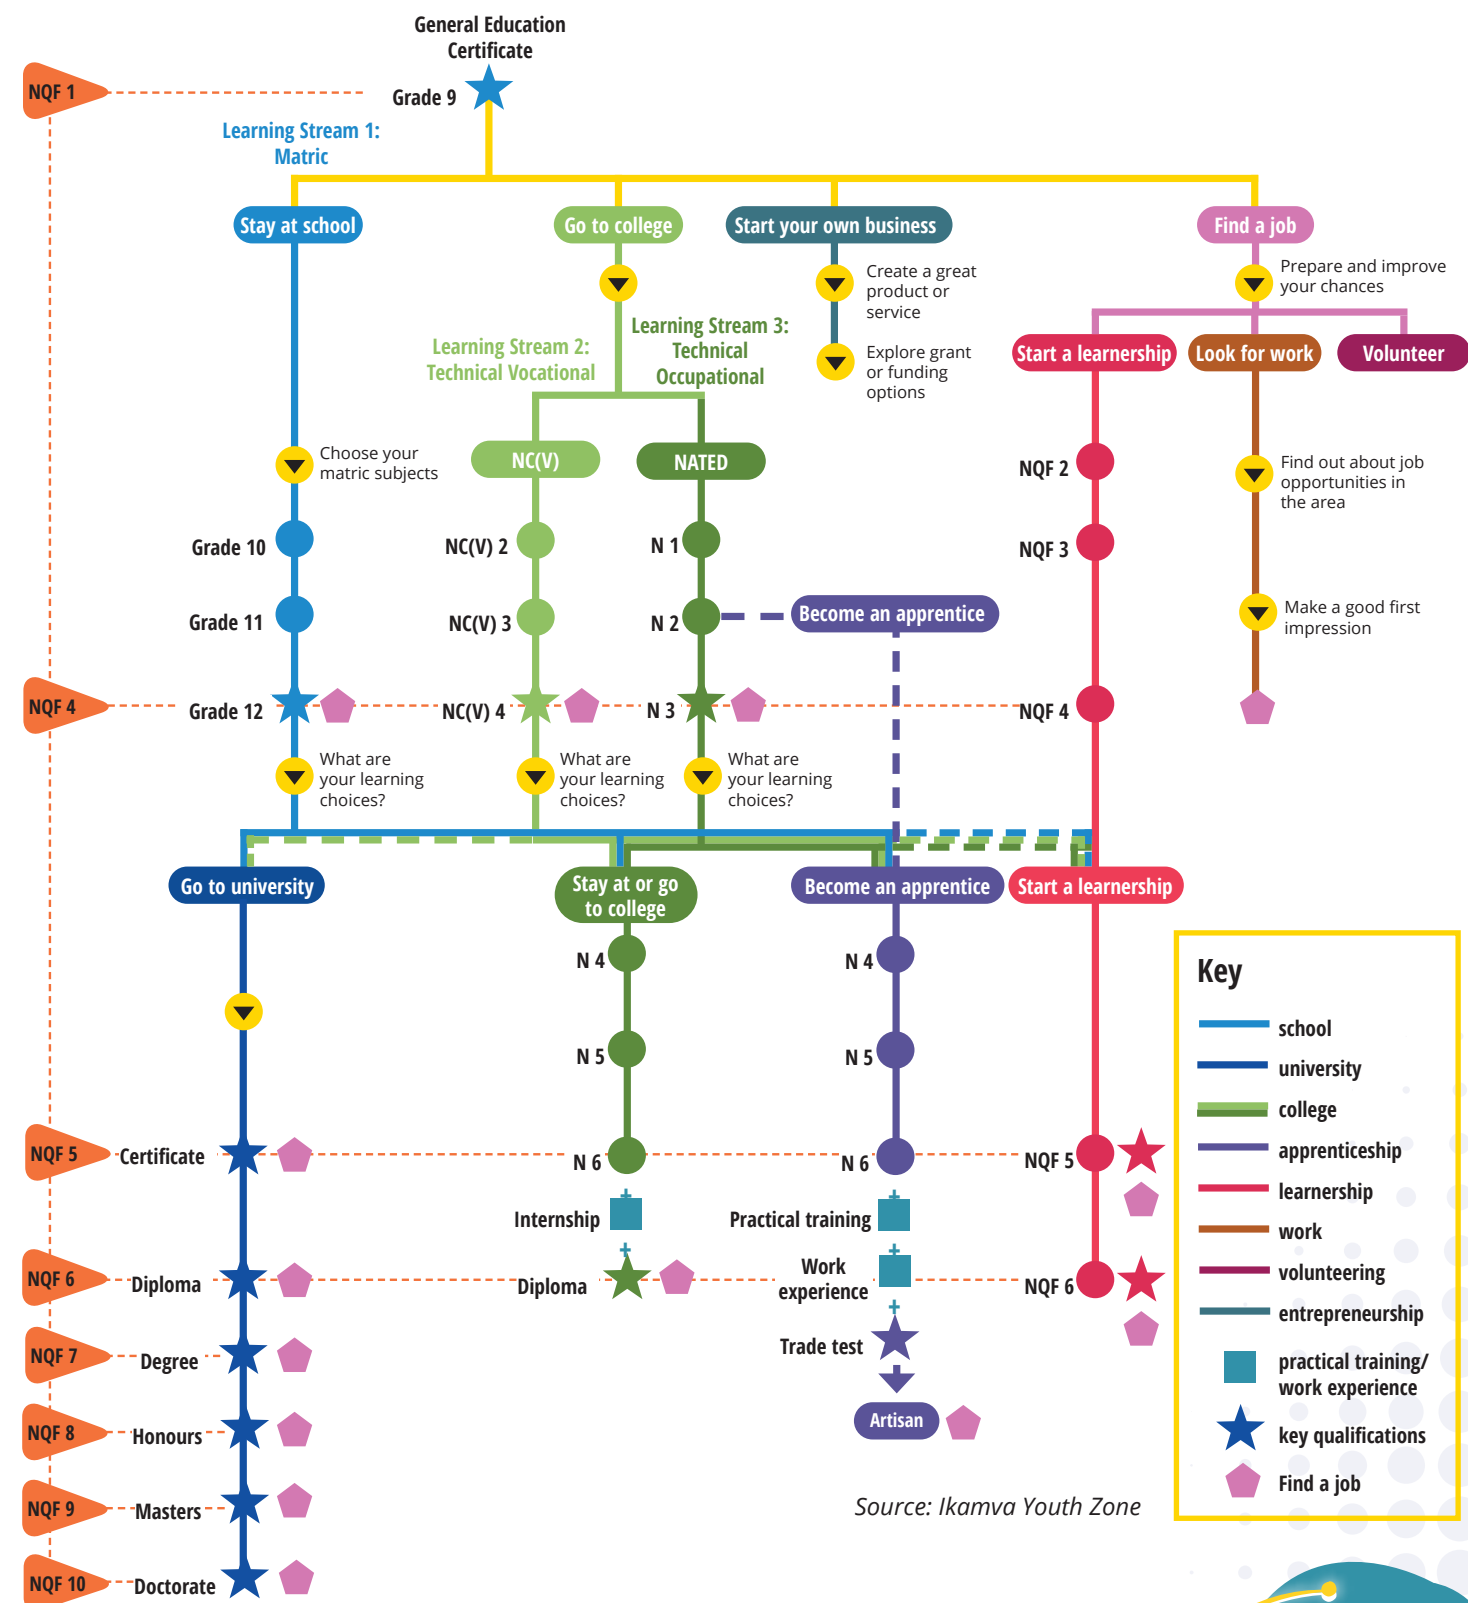 General Education
Certificate
NQF 1
Grade 9
Learning Stream 1:
Matric
Stay at school
Go to college
Start your own business
Find a job
Create a great
product or
service
Prepare and improve
your chances
Learning Stream 2:
Technical Vocational
Learning Stream 3:
Technical
Occupational
Explore grant
or funding
options
Start a learnership
Look for work
Volunteer
Choose your
matric subjects
NC(V)
NATED
NQF 2
Find out about job
opportunities in
the area
Grade 10
NC(V) 2
N 1
NQF 3
Grade 11
NC(V) 3
N 2
Become an apprentice
Make a good first
impression
NQF 4
Grade 12
NC(V) 4
N 3
NQF 4
What are
your learning
choices?
What are
your learning
choices?
What are
your learning
choices?
Go to university
Stay at or go
to college
Become an apprentice
Start a learnership
N 4
N 4
N 5
N 5
NQF 5
Certificate
N 6
N 6
NQF 5
Internship
Practical training
NQF 6
Diploma
Diploma
Work
experience
NQF 6
NQF 7
Degree
Trade test
NQF 8
Honours
Artisan
NQF 9
Masters
NQF 10
Doctorate
Source: Ikamva Youth Zone
Key
school
university
college
apprenticeship
learnership
work
volunteering
entrepreneurship
practical training/
work experience
key qualifications
Find a job